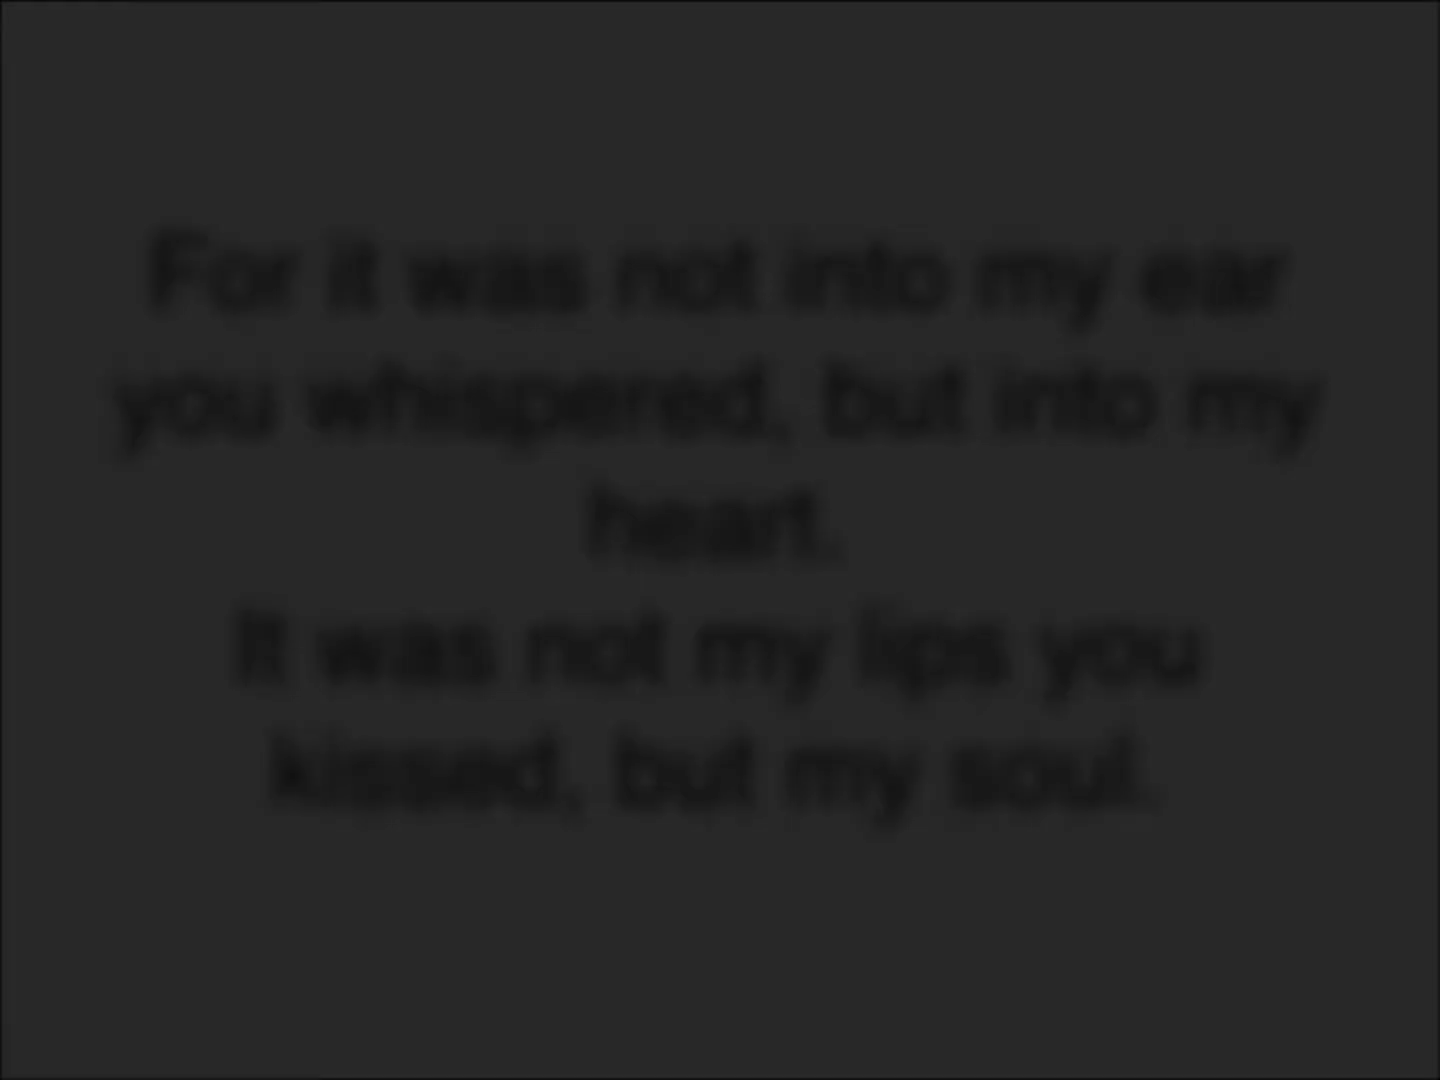 For it was not into my ear
you whispered, but into my
heart.
It was not my lips you
kissed, but my soul.